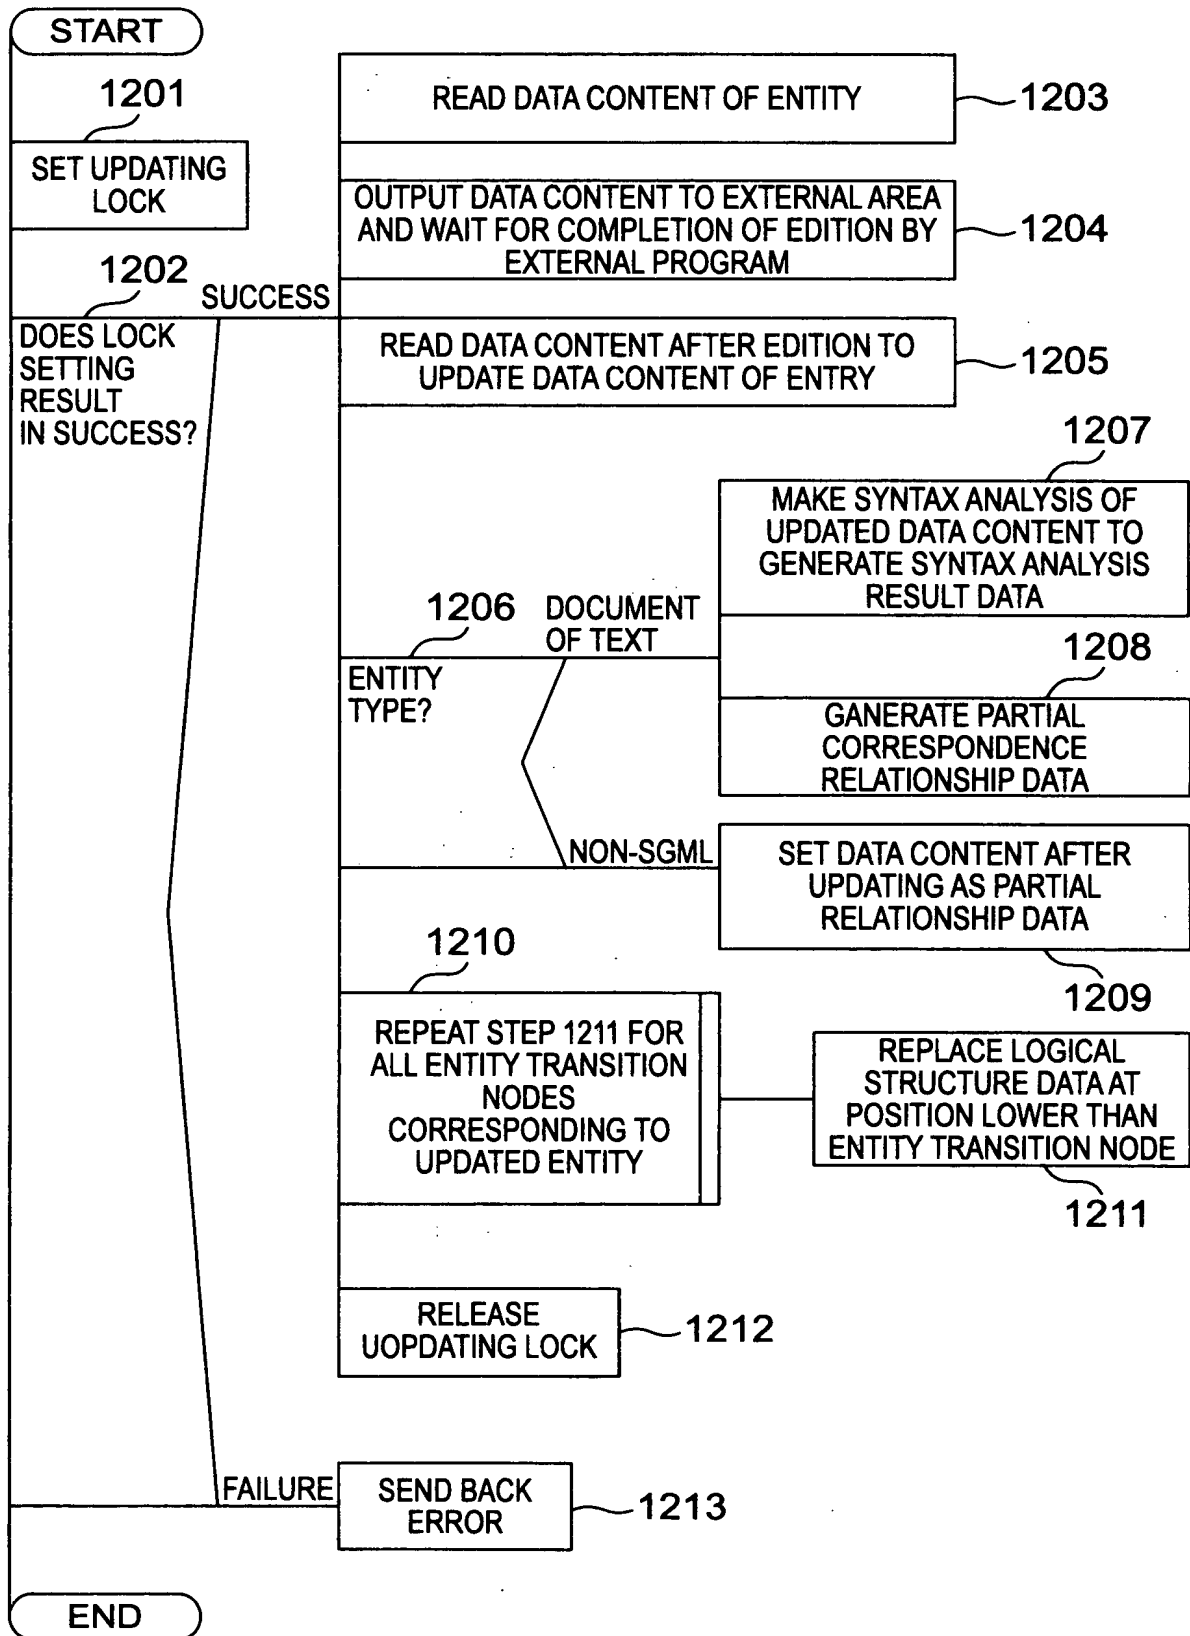 START
1201
SET UPDATING
LOCK
1202
SUCCESS
DOES LOCK
SETTING
RESULT
IN SUCCESS?
READ DATA CONTENT OF ENTITY
1203
OUTPUT DATA CONTENT TO EXTERNAL AREA
AND WAIT FOR COMPLETION OF EDITION BY
EXTERNAL PROGRAM
1204
READ DATA CONTENT AFTER EDITION TO
UPDATE DATA CONTENT OF ENTRY
1205
1206
ENTITY
TYPE?
DOCUMENT
OF TEXT
1207
MAKE SYNTAX ANALYSIS OF
UPDATED DATA CONTENT TO
GENERATE SYNTAX ANALYSIS
RESULT DATA
1208
GANERATE PARTIAL
CORRESPONDENCE
RELATIONSHIP DATA
NON-SGML
SET DATA CONTENT AFTER
UPDATING AS PARTIAL
RELATIONSHIP DATA
1209
1210
REPEAT STEP 1211 FOR
ALL ENTITY TRANSITION
NODES
CORRESPONDING TO
UPDATED ENTITY
REPLACE LOGICAL
STRUCTURE DATA AT
POSITION LOWER THAN
ENTITY TRANSITION NODE
1211
RELEASE
UOPDATING LOCK
1212
FAILURE
SEND BACK
ERROR
1213
END